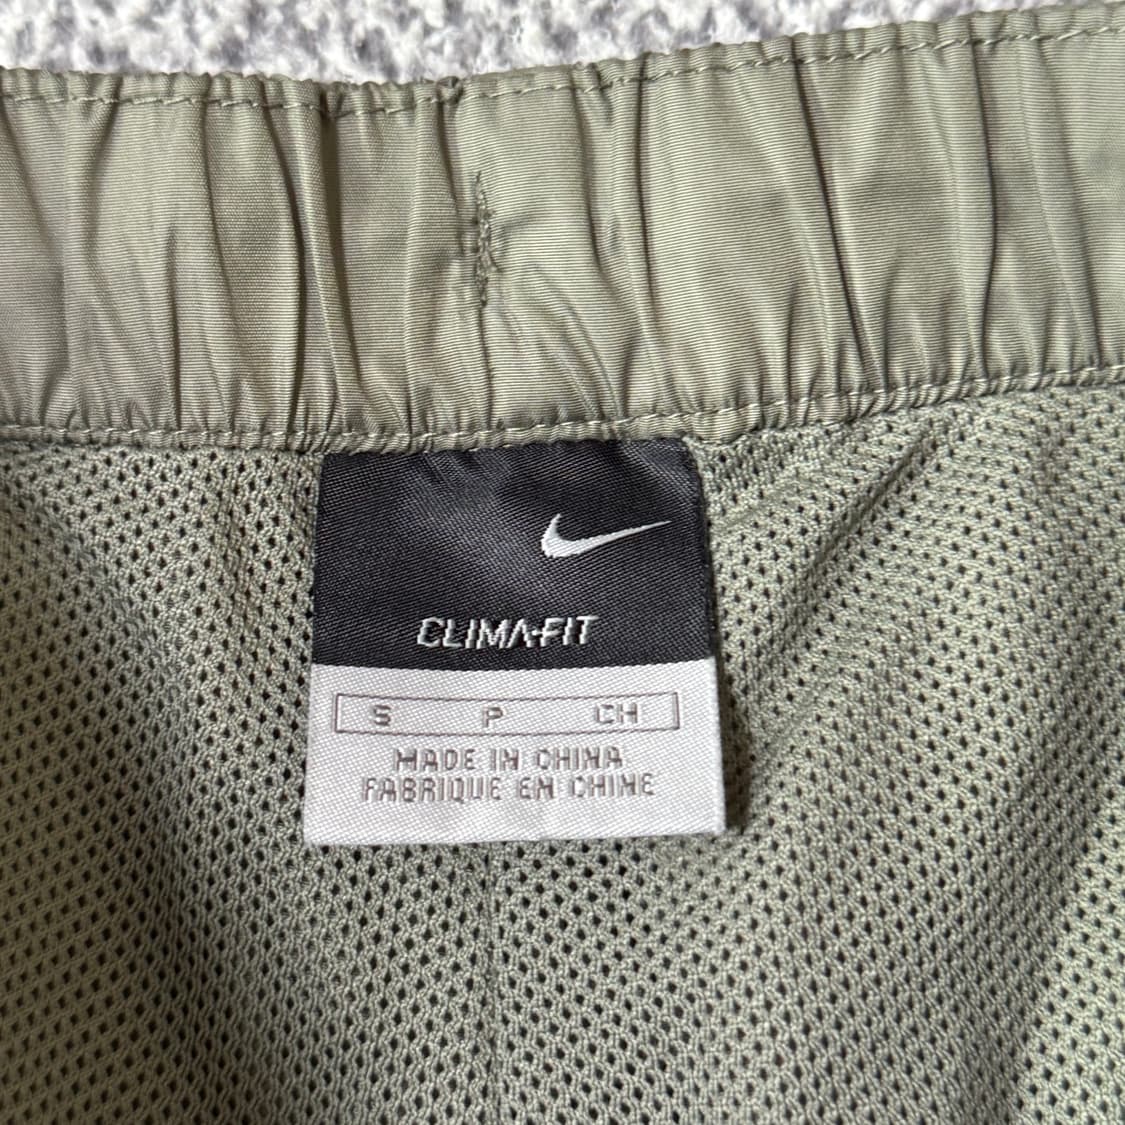 CLIMA-FIT
S P CH
MADE IN CHINA
FABRIQUE EN CHINE